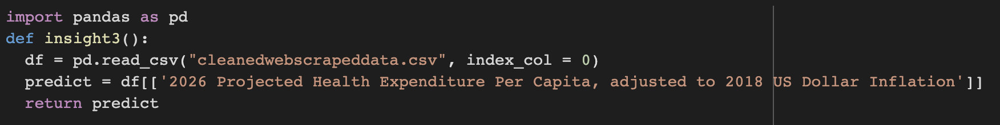 import pandas as pd
def insight3():
  df = pd.read_csv("cleanedwebscrapeddata.csv", index_col = 0)
  predict = df[['2026 Projected Health Expenditure Per Capita, adjusted to 2018 US Dollar Inflation']]
  return predict